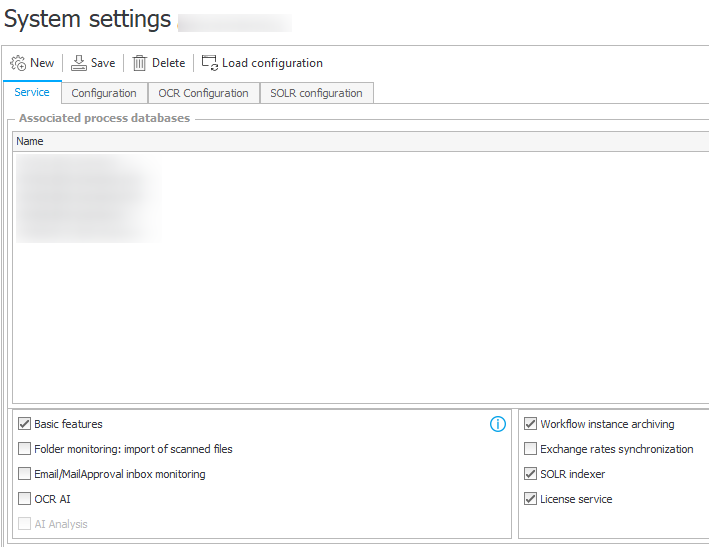 System settings
New Save Delete Load configuration
Service Configuration OCR Configuration SOLR configuration
Associated process databases
Name
Basic features
Workflow instance archiving
Folder monitoring: import of scanned files
Exchange rates synchronization
Email/MailApproval inbox monitoring
SOLR indexer
OCR AI
License service
AI Analysis